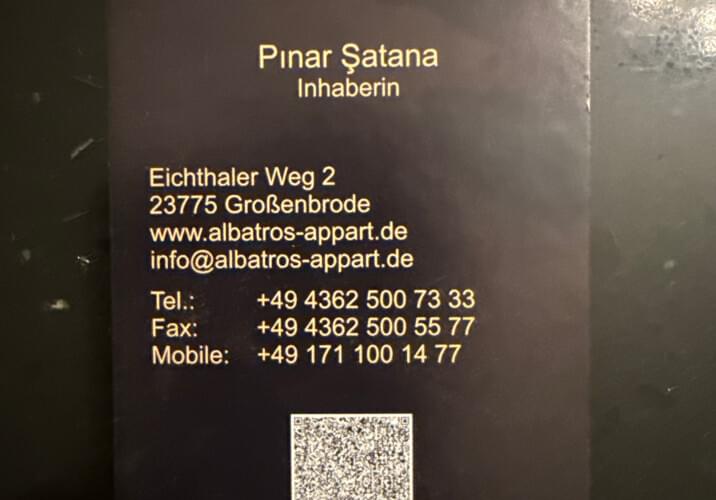 Pınar Şatana
Inhaberin
Eichthaler Weg 2
23775 Großenbrode
www.albatros-appart.de
info@albatros-appart.de
Tel.: +49 4362 500 73 33
Fax: +49 4362 500 55 77
Mobile: +49 171 100 14 77